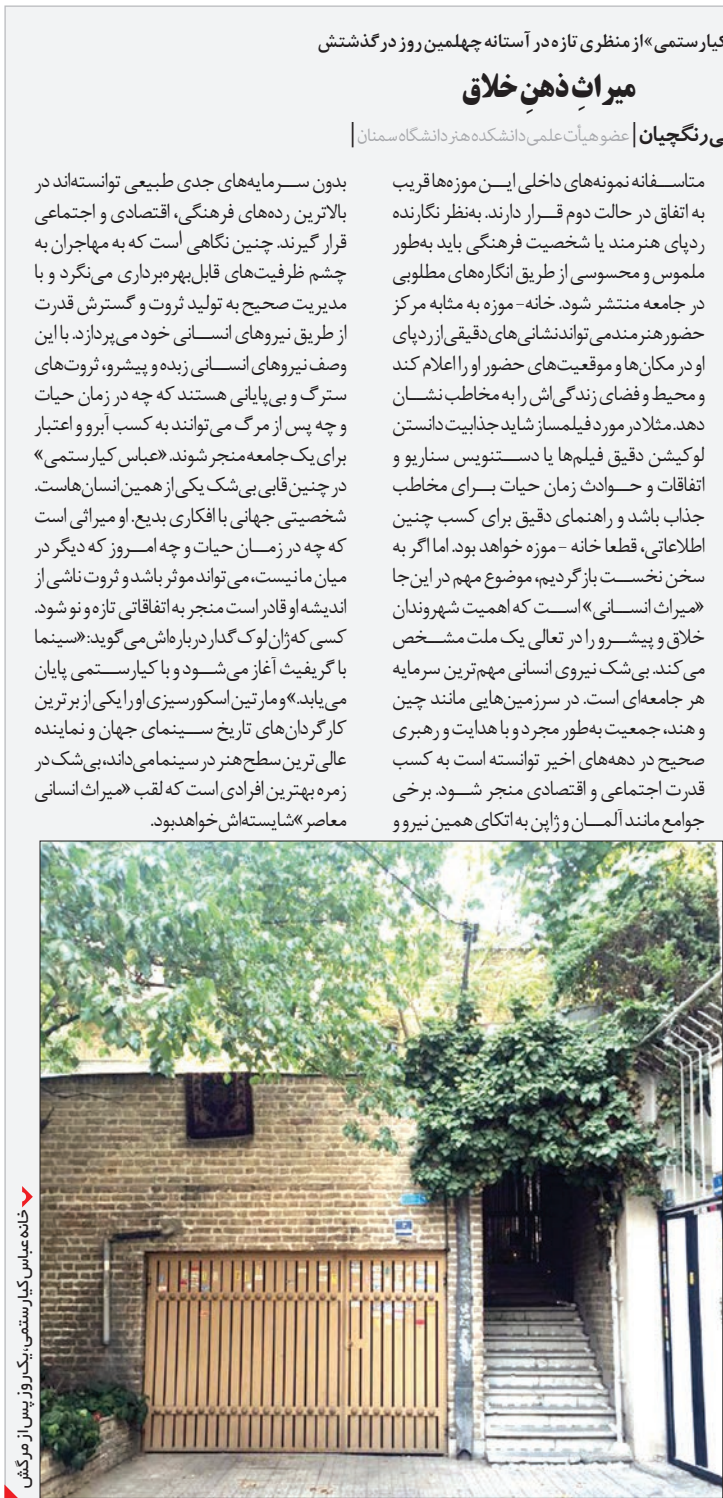 کیارستمی» از منظری تازه در آستانه چهلمین روز درگذشتش
میراثِ ذهنِ خلاق
رنگچیان | عضو هیأت علمی دانشکده هنر دانشگاه سمنان |
متاسفانه نمونه‌های داخلی این موزه‌ها قریب
به اتفاق در حالت دوم قرار دارند. به‌نظر نگارنده
ردپای هنرمند یا شخصیت فرهنگی باید به‌طور
ملموس و محسوسی از طریق انگاره‌های مطلوبی
در جامعه منتشر شود. خانه-موزه به مثابه مرکز
حضور هنرمند می‌تواند نشانی‌های دقیقی از ردپای
او در مکان‌ها و موقعیت‌های حضور او را اعلام کند
و محیط و فضای زندگی‌اش را به مخاطب نشان
دهد. مثلا در مورد فیلمساز شاید جذابیت دانستن
لوکیشن دقیق فیلم‌ها یا دستنویس سناریو و
اتفاقات و حوادث زمان حیات برای مخاطب
جذاب باشد و راهنمای دقیق برای کسب چنین
اطلاعاتی، قطعا خانه - موزه خواهد بود. اما اگر به
سخن نخست بازگردیم، موضوع مهم در این‌جا
«میراث انسانی» است که اهمیت شهروندان
خلاق و پیشرو را در تعالی یک ملت مشخص
می‌کند. بی‌شک نیروی انسانی مهم‌ترین سرمایه
هر جامعه‌ای است. در سرزمین‌هایی مانند چین
و هند، جمعیت به‌طور مجرد و با هدایت و رهبری
صحیح در دهه‌های اخیر توانسته است به کسب
قدرت اجتماعی و اقتصادی منجر شود. برخی
جوامع مانند آلمان و ژاپن به اتکای همین نیرو و
بدون سرمایه‌های جدی طبیعی توانسته‌اند در
بالاترین رده‌های فرهنگی، اقتصادی و اجتماعی
قرار گیرند. چنین نگاهی است که به مهاجران به
چشم ظرفیت‌های قابل‌بهره‌برداری می‌نگرد و با
مدیریت صحیح به تولید ثروت و گسترش قدرت
از طریق نیروهای انسانی خود می‌پردازد. با این
وصف نیروهای انسانی زبده و پیشرو، ثروت‌های
سترگ و بی‌پایانی هستند که چه در زمان حیات
و چه پس از مرگ می‌توانند به کسب آبرو و اعتبار
برای یک جامعه منجر شوند. «عباس کیارستمی»
در چنین قابی بی‌شک یکی از همین انسان‌هاست.
شخصیتی جهانی با افکاری بدیع. او میراثی است
که چه در زمان حیات و چه امروز که دیگر در
میان ما نیست، می‌تواند موثر باشد و ثروت ناشی از
اندیشه او قادر است منجر به اتفاقاتی تازه و نو شود.
کسی که ژان لوک گدار درباره‌اش می‌گوید: «سینما
با گریفیث آغاز می‌شود و با کیارستمی پایان
می‌یابد.» و مارتین اسکورسیزی او را یکی از برترین
کارگردان‌های تاریخ سینمای جهان و نماینده
عالی‌ترین سطح هنر در سینما می‌داند، بی‌شک در
زمره بهترین افرادی است که لقب «میراث انسانی
معاصر» شایسته‌اش خواهد بود.
خانه عباس کیارستمی، یک روز پس از مرگش